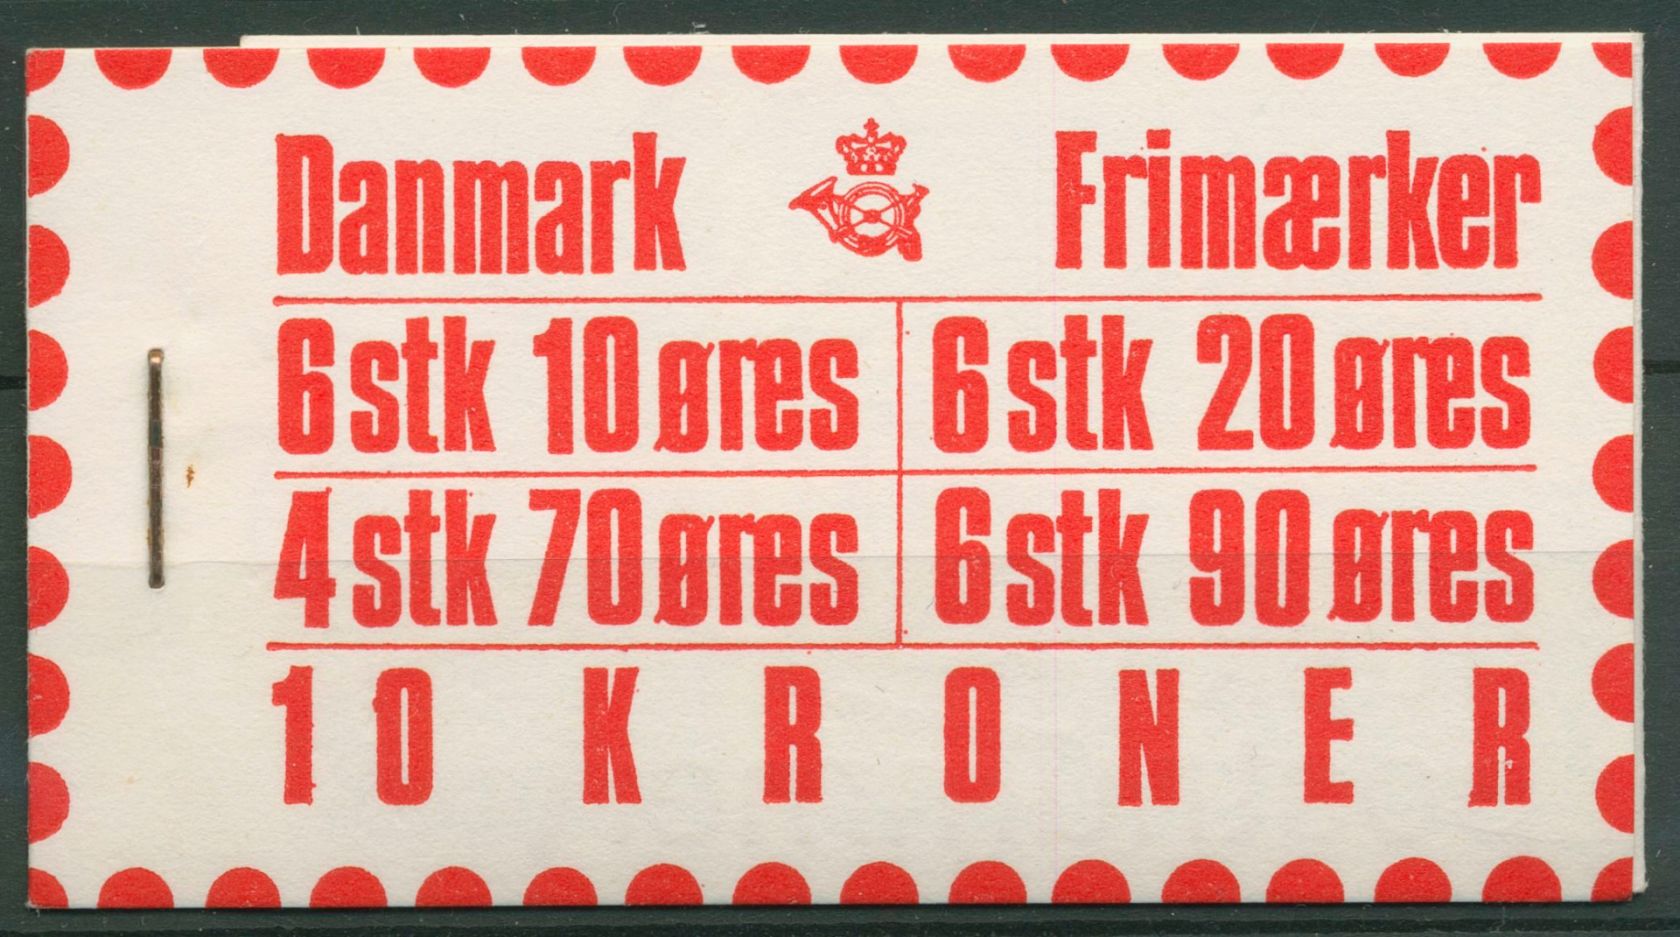 Danmark Frimærker
6 stk 10 øres 6 stk 20 øres
4 stk 70 øres 6 stk 90 øres
10 KRONER